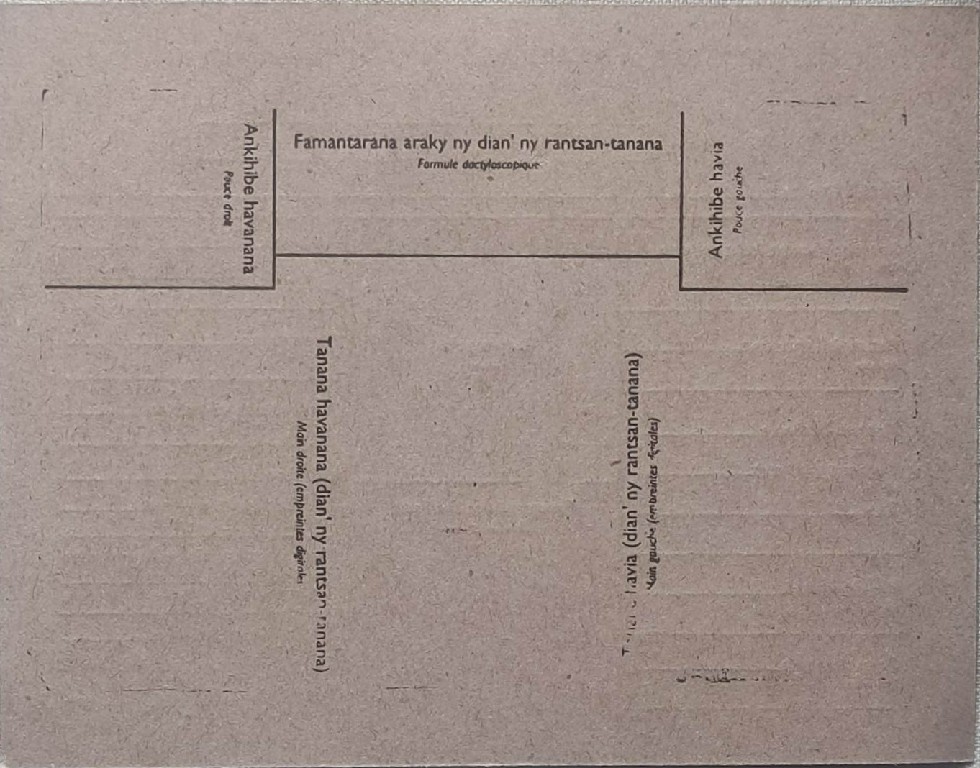 Famantarana araky ny dian' ny rantsan-tanana
Formule dactyloscopique
Ankihibe havanana
Pouce droit
Ankihibe havia
Pouce gauche
Tanana havanana (dian' ny rantsan-tanana)
Main droite (empreintes digitales
havia (dian' ny rantsan-tanana)
Main gauche (empreintes digitales)